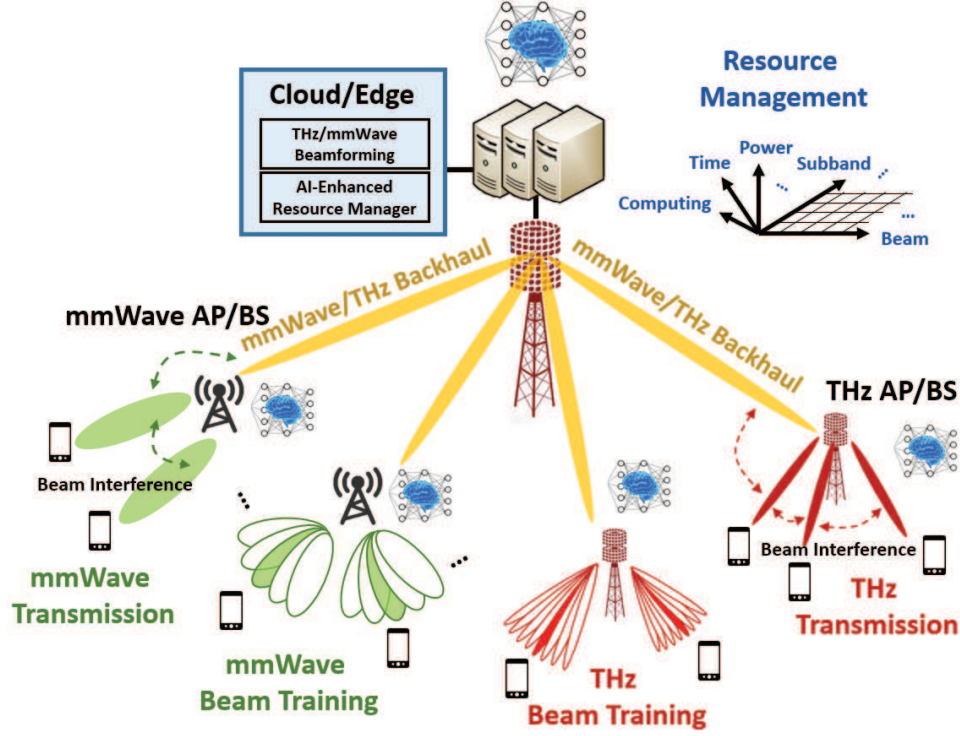 Cloud/Edge
THz/mmWave
Beamforming
AI-Enhanced
Resource Manager
Resource
Management
Power
Time
Subband
Computing
...
...
...
Beam
mmWave/THz Backhaul
mmWave/THz Backhaul
mmWave AP/BS
THz AP/BS
Beam Interference
...
mmWave
Transmission
...
mmWave
Beam Training
THz
Beam Training
Beam Interference
THz
Transmission